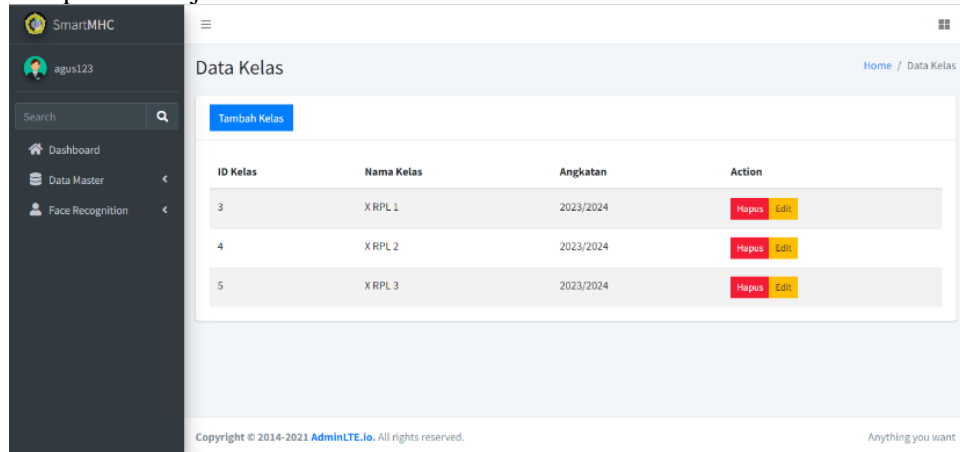 SmartMHC
agus123
Search
Dashboard
Data Master
Face Recognition
Data Kelas
Home / Data Kelas
Tambah Kelas
ID Kelas Nama Kelas Angkatan Action
3 X RPL 1 2023/2024 Hapus Edit
4 X RPL 2 2023/2024 Hapus Edit
5 X RPL 3 2023/2024 Hapus Edit
Copyright © 2014-2021 AdminLTE.io. All rights reserved.
Anything you want